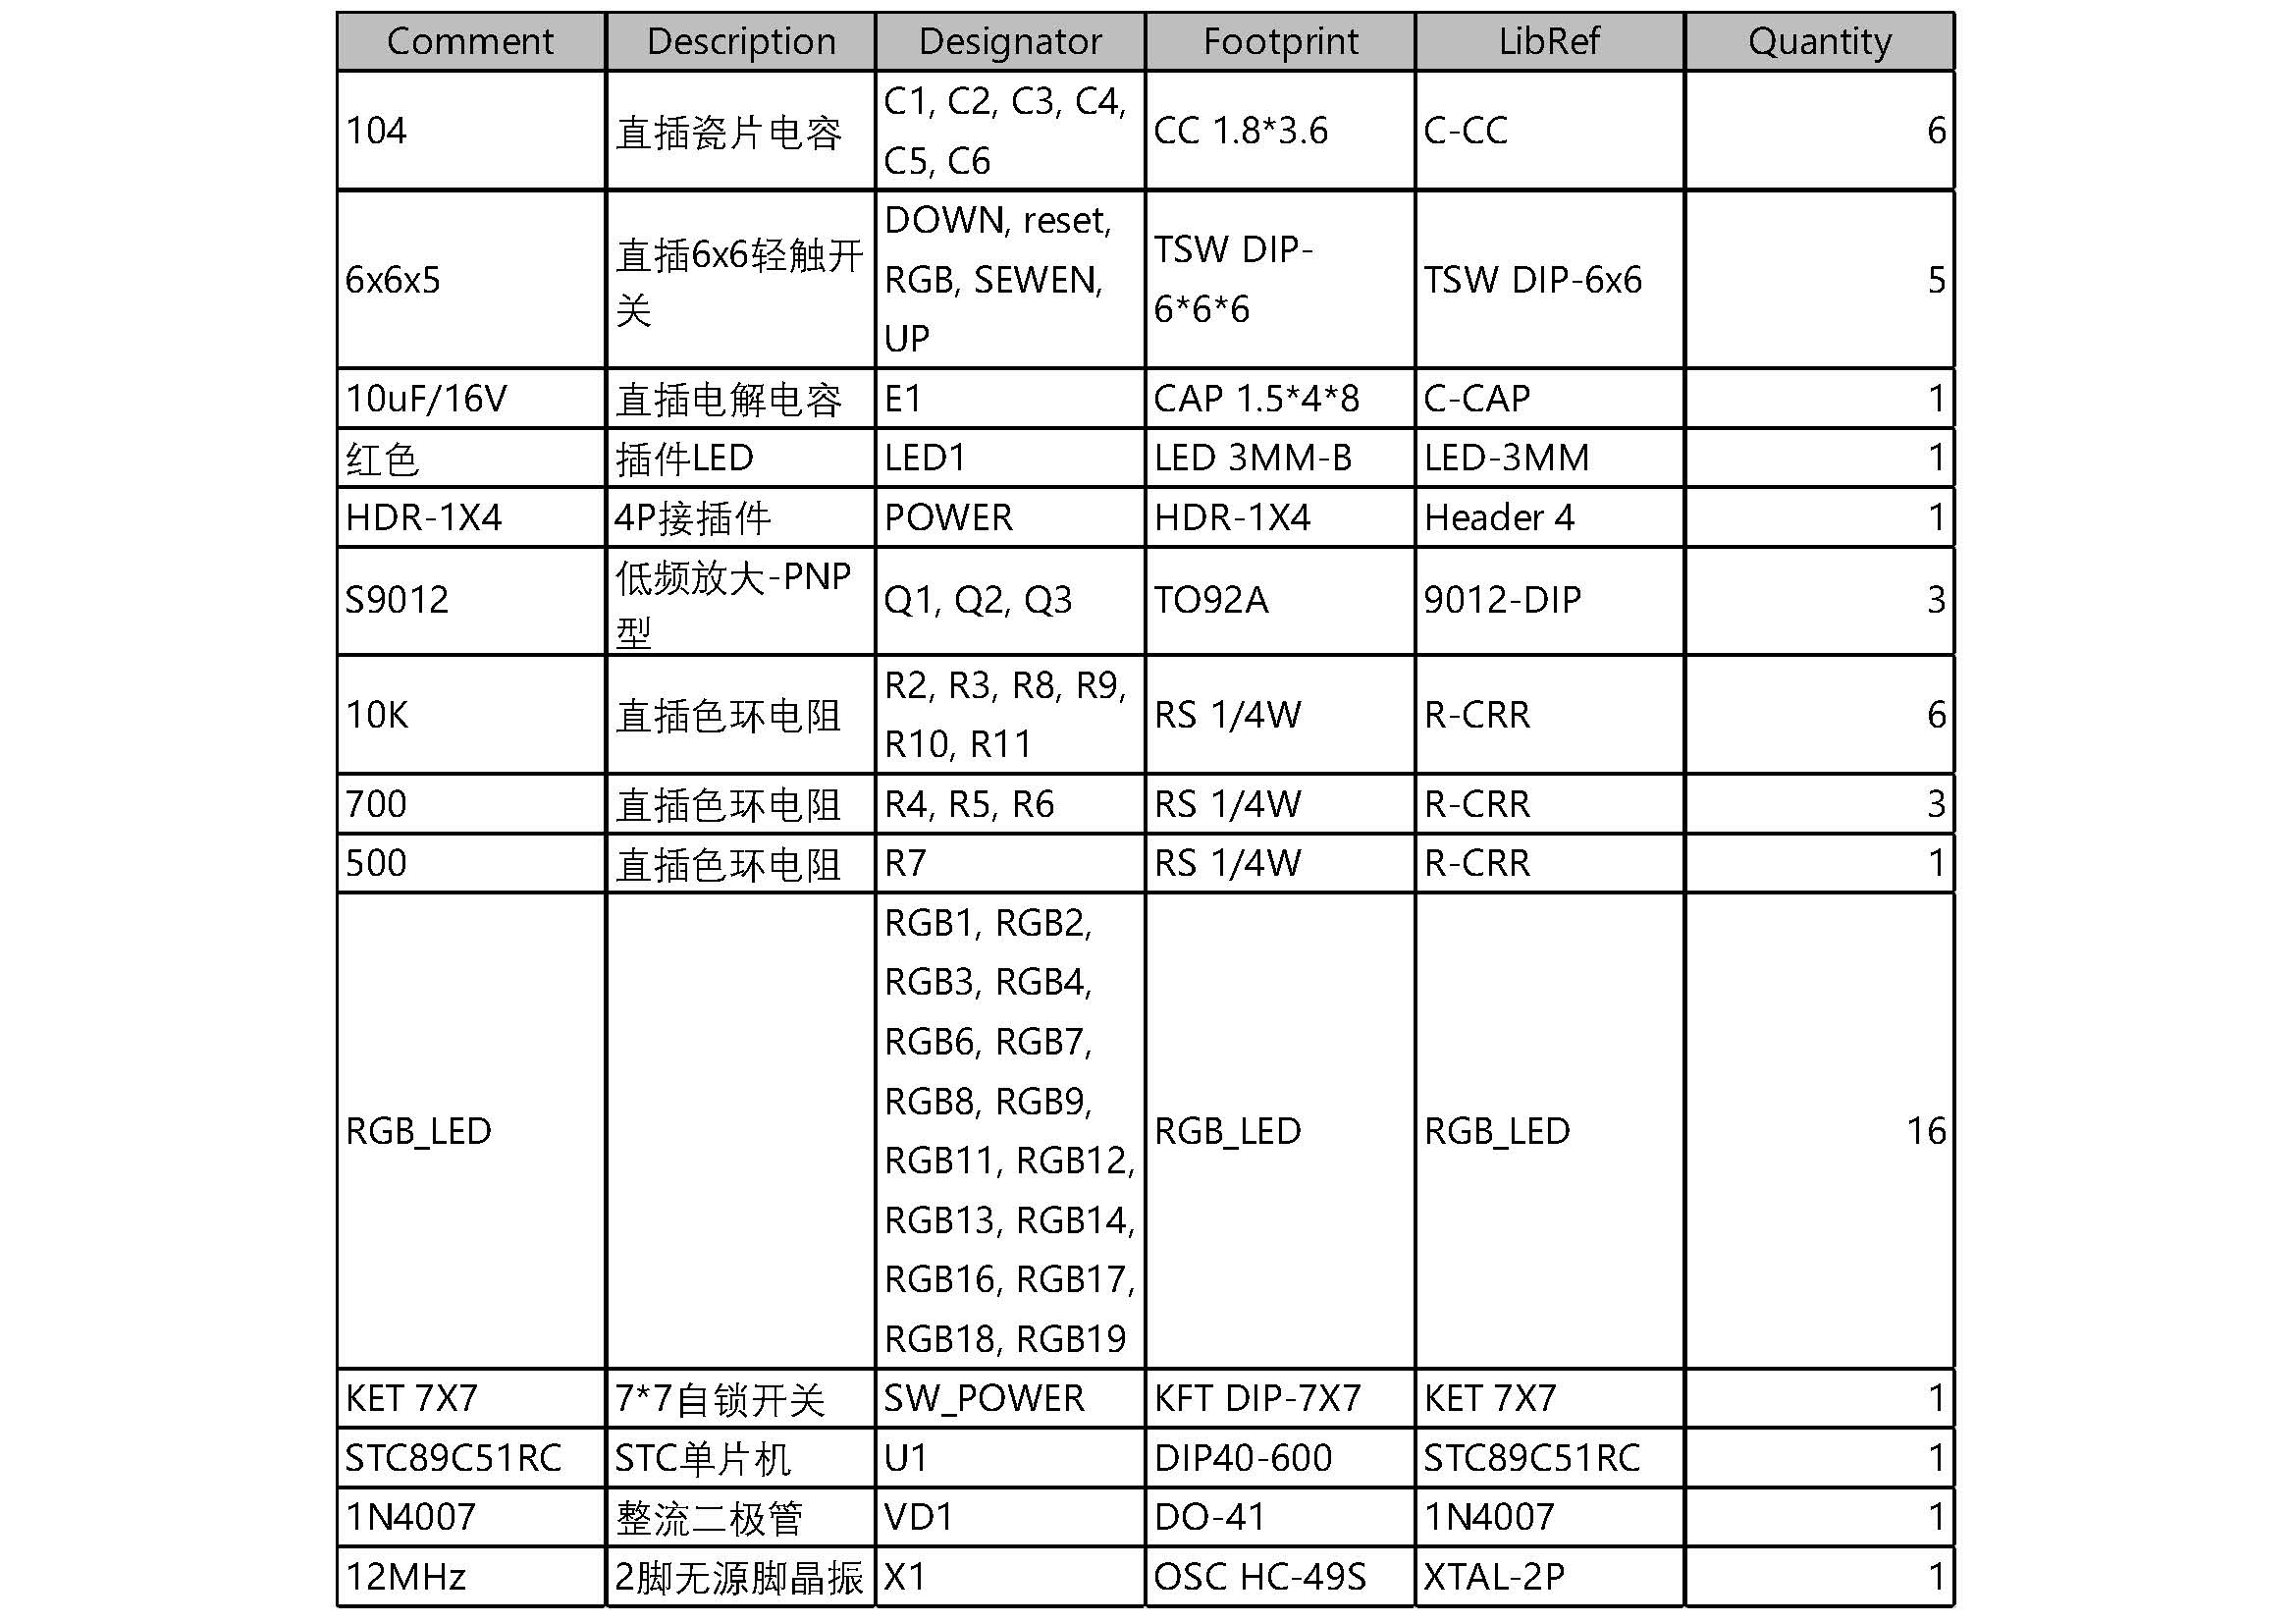 Comment Description Designator Footprint LibRef Quantity
104 直插瓷片电容 C1, C2, C3, C4, C5, C6 CC 1.8*3.6 C-CC 6
6x6x5 直插6x6轻触开关 DOWN, reset, RGB, SEWEN, UP TSW DIP-6*6*6 TSW DIP-6x6 5
10uF/16V 直插电解电容 E1 CAP 1.5*4*8 C-CAP 1
红色 插件LED LED1 LED 3MM-B LED-3MM 1
HDR-1X4 4P接插件 POWER HDR-1X4 Header 4 1
S9012 低频放大-PNP型 Q1, Q2, Q3 TO92A 9012-DIP 3
10K 直插色环电阻 R2, R3, R8, R9, R10, R11 RS 1/4W R-CRR 6
700 直插色环电阻 R4, R5, R6 RS 1/4W R-CRR 3
500 直插色环电阻 R7 RS 1/4W R-CRR 1
RGB_LED RGB1, RGB2, RGB3, RGB4, RGB6, RGB7, RGB8, RGB9, RGB11, RGB12, RGB13, RGB14, RGB16, RGB17, RGB18, RGB19 RGB_LED RGB_LED 16
KET 7X7 7*7自锁开关 SW_POWER KFT DIP-7X7 KET 7X7 1
STC89C51RC STC单片机 U1 DIP40-600 STC89C51RC 1
1N4007 整流二极管 VD1 DO-41 1N4007 1
12MHz 2脚无源脚晶振 X1 OSC HC-49S XTAL-2P 1